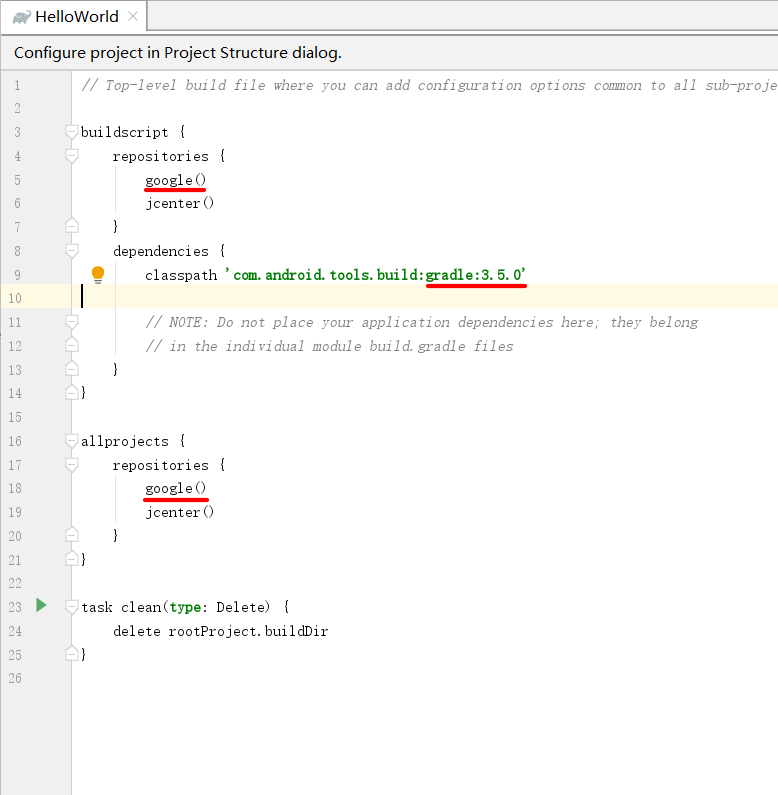 HelloWorld
Configure project in Project Structure dialog.
1 // Top-level build file where you can add configuration options common to all sub-proje
2
3 buildscript {
4 repositories {
5 google()
6 jcenter()
7 }
8 dependencies {
9 classpath 'com.android.tools.build:gradle:3.5.0'
10
11 // NOTE: Do not place your application dependencies here; they belong
12 // in the individual module build.gradle files
13 }
14 }
15
16 allprojects {
17 repositories {
18 google()
19 jcenter()
20 }
21 }
22
23 task clean(type: Delete) {
24 delete rootProject.buildDir
25 }
26